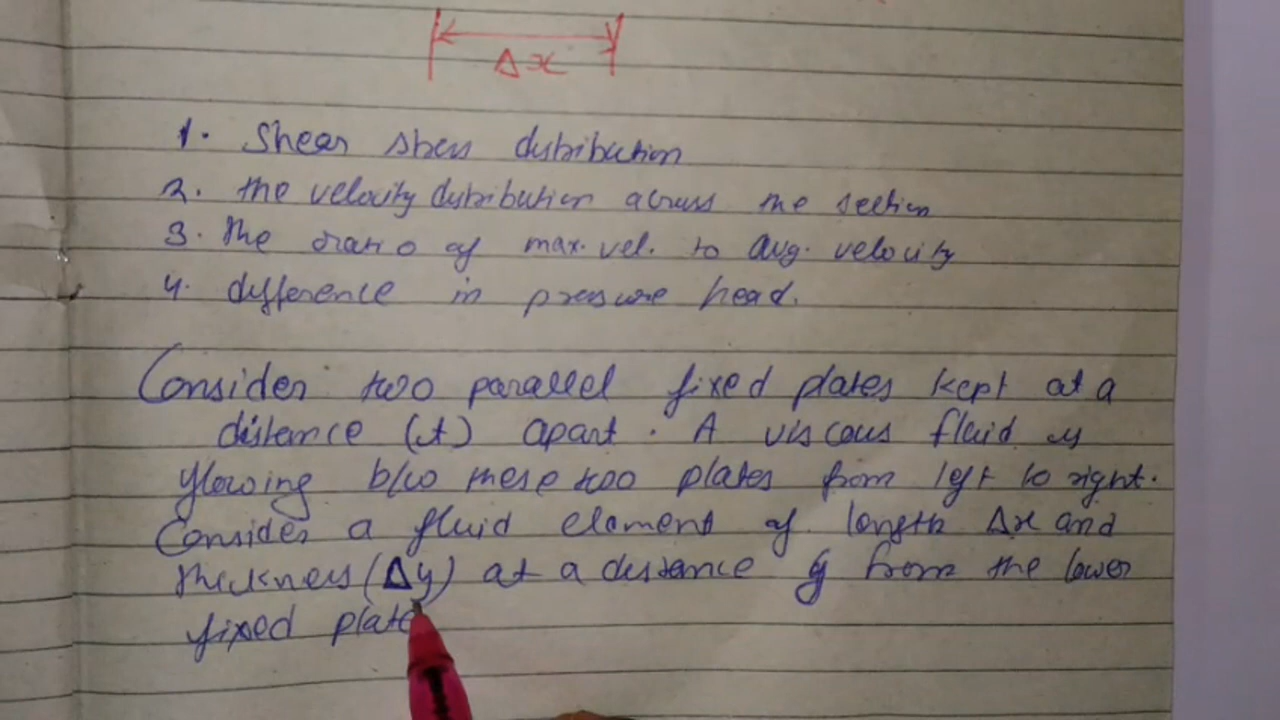 Δx
1. Shear stress distribution
2. the velocity distribution across the section
3. The ratio of max. vel. to avg. velocity
4. difference in pressure head.
Consider two parallel fixed plates kept at a
distance (t) apart. A viscous fluid is
flowing b/w these two plates from left to right.
Consider a fluid element of length Δx and
thickness (Δy) at a distance y from the lower
fixed plate